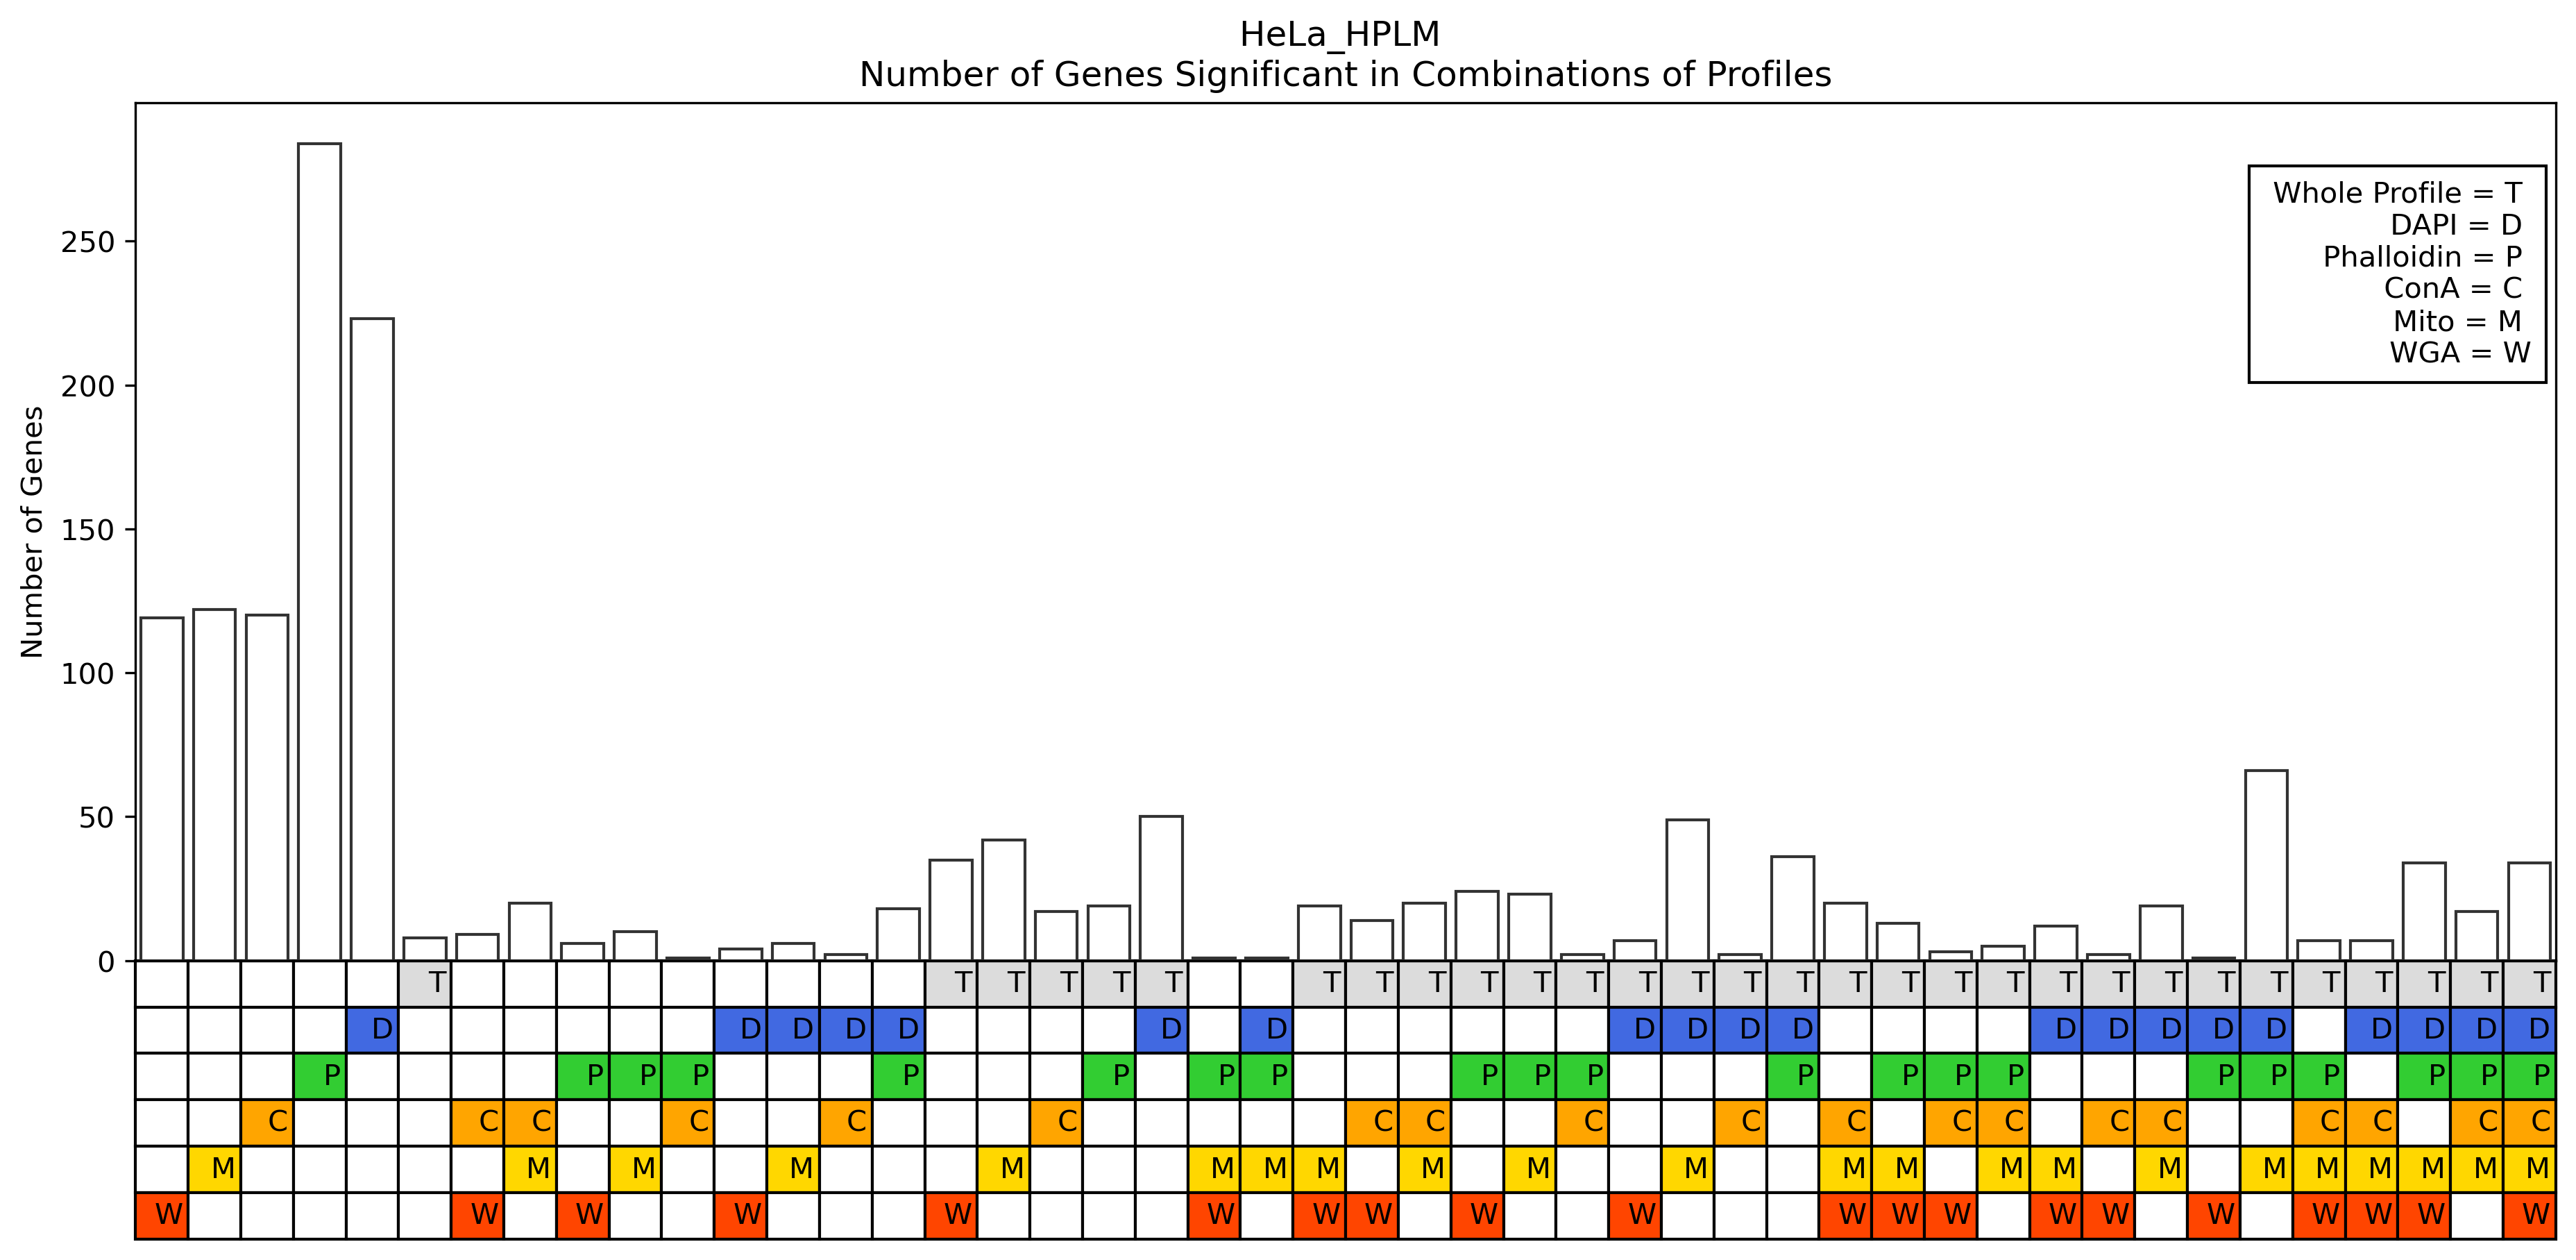 HeLa_HPLM
Number of Genes Significant in Combinations of Profiles
Number of Genes
250
200
150
100
50
0
Whole Profile = T
DAPI = D
Phalloidin = P
ConA = C
Mito = M
WGA = W
T T T T T T T T T T T T T T T T T T T T T T T T T T T T T T
D D D D D D D D D D D D D D D D D D D D
P P P P P P P P P P P P P P P P P P P P P
C C C C C C C C C C C C C C C C C C C
M M M M M M M M M M M M M M M M M M M M M M
W W W W W W W W W W W W W W W W W W W W